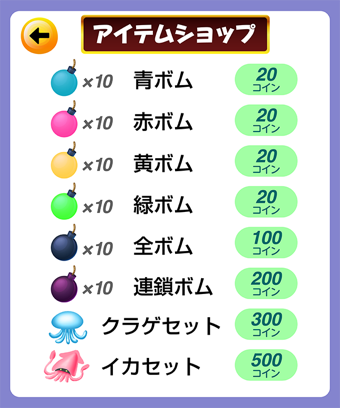 アイテムショップ
×10 青ボム 20 コイン
×10 赤ボム 20 コイン
×10 黄ボム 20 コイン
×10 緑ボム 20 コイン
×10 全ボム 100 コイン
×10 連鎖ボム 200 コイン
クラゲセット 300 コイン
イカセット 500 コイン